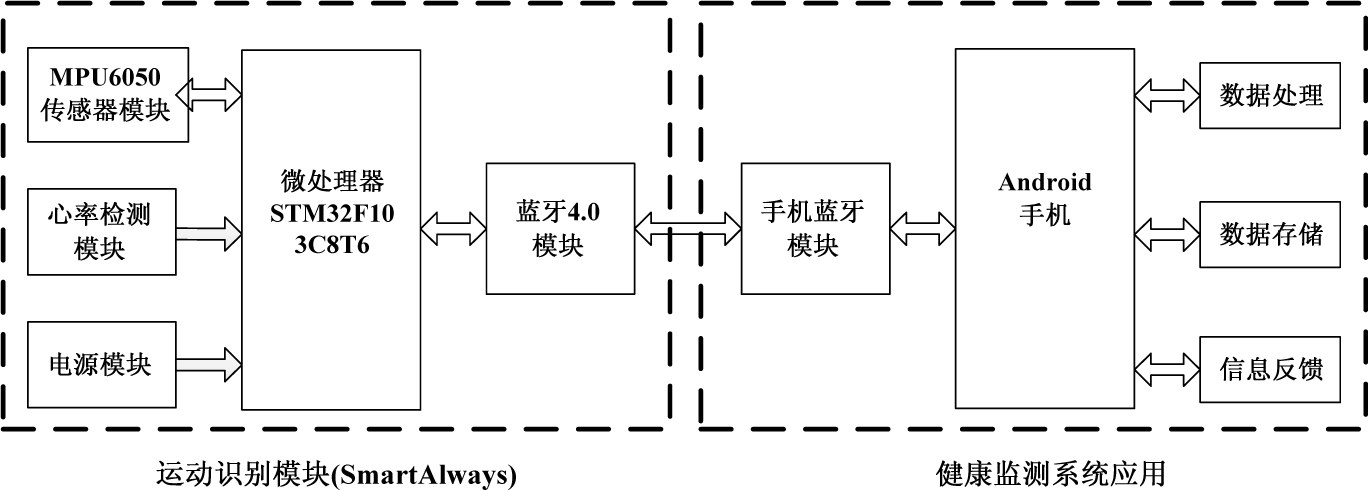 MPU6050
传感器模块
心率检测
模块
电源模块
微处理器
STM32F10
3C8T6
蓝牙4.0
模块
手机蓝牙
模块
Android
手机
数据处理
数据存储
信息反馈
运动识别模块(SmartAlways)
健康监测系统应用